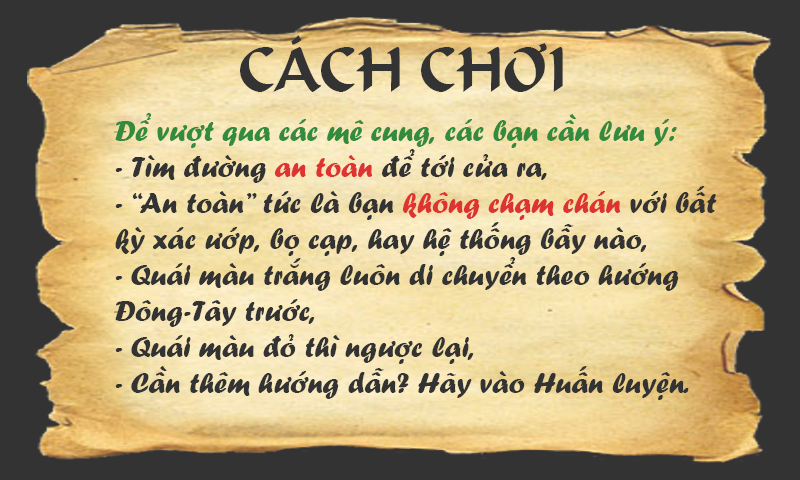 CÁCH CHƠI
Để vượt qua các mê cung, các bạn cần lưu ý:
- Tìm đường an toàn để tới cửa ra,
- “An toàn” tức là bạn không chạm chán với bất
kỳ xác ướp, bọ cạp, hay hệ thống bẫy nào,
- Quái màu trắng luôn di chuyển theo hướng
Đông-Tây trước,
- Quái màu đỏ thì ngược lại,
- Cần thêm hướng dẫn? Hãy vào Huấn luyện.